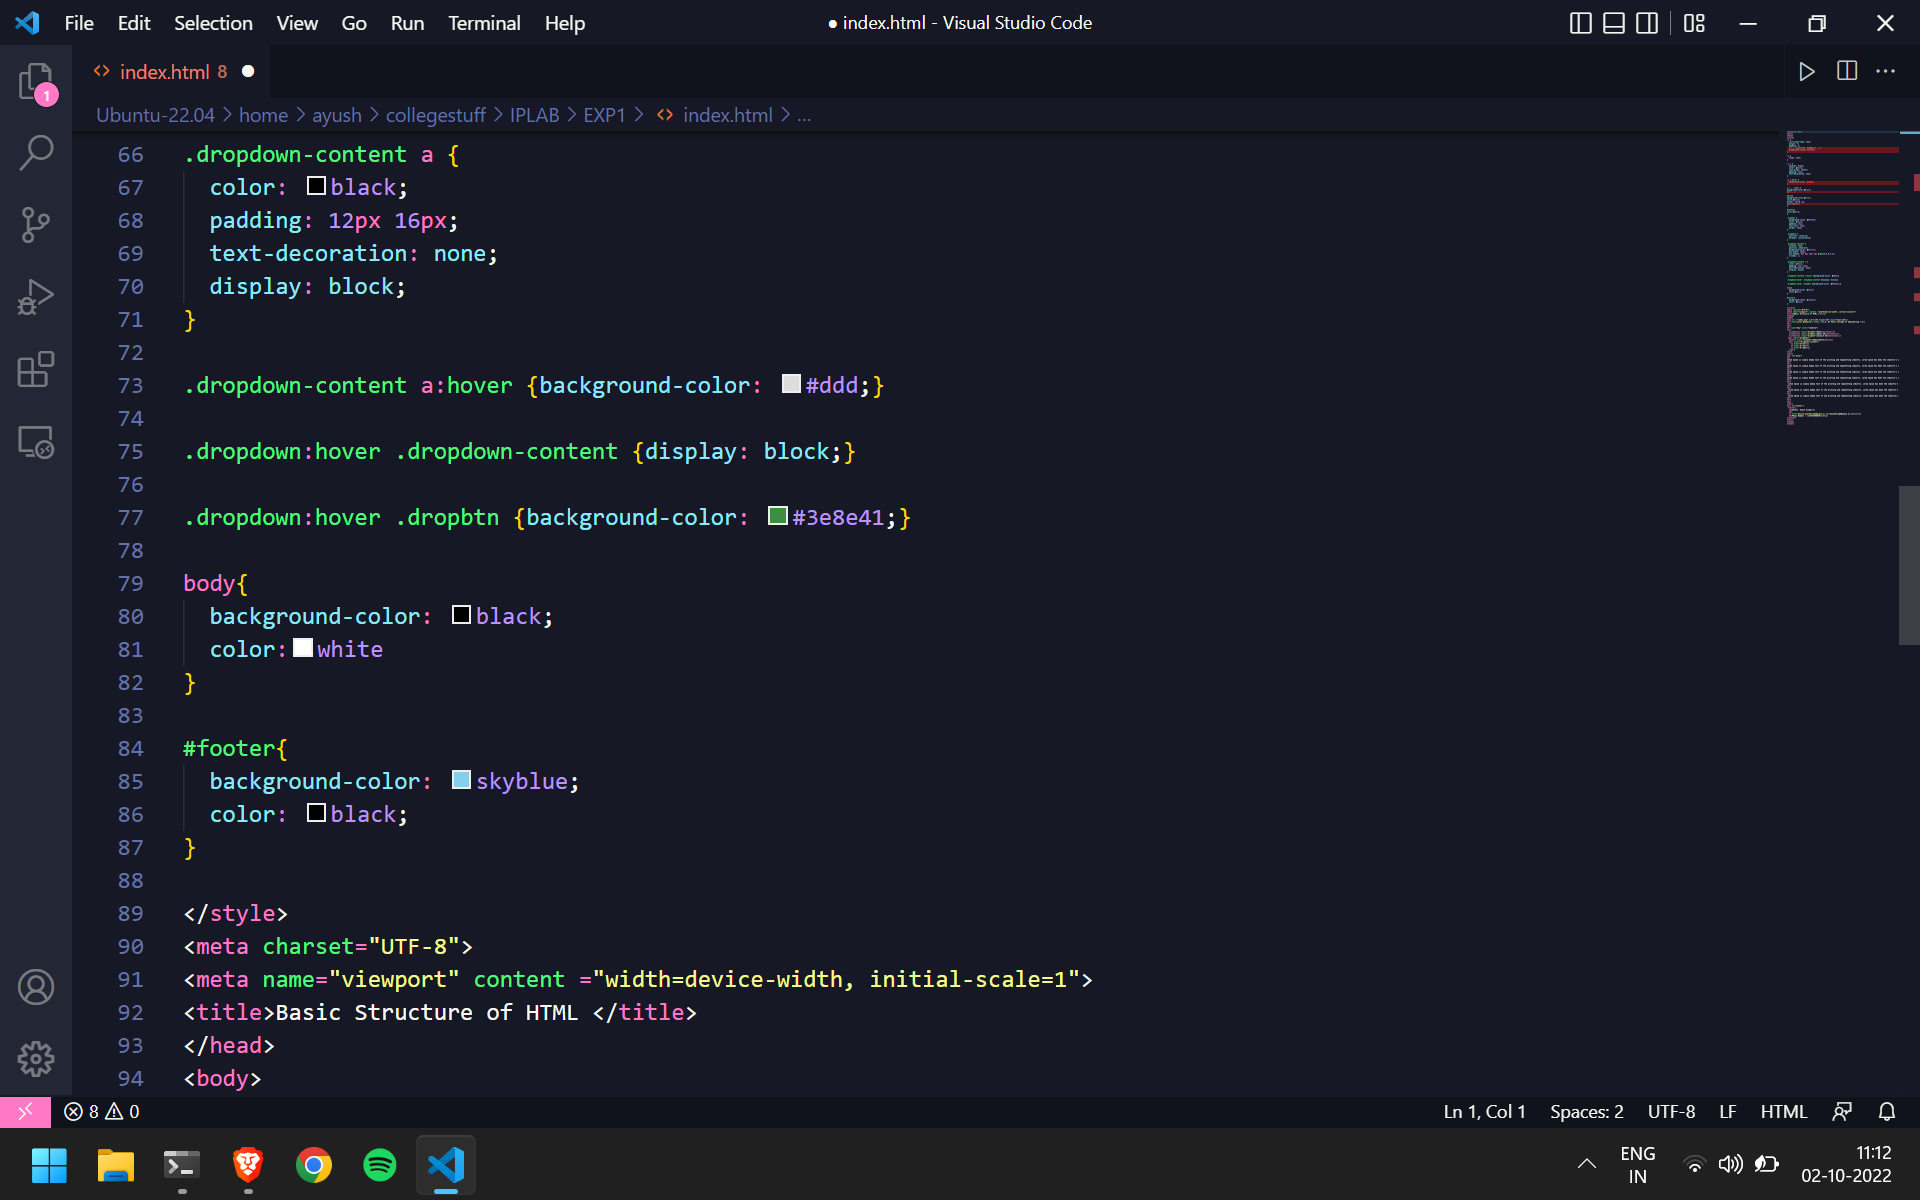 File Edit Selection View Go Run Terminal Help
● index.html - Visual Studio Code
index.html 8
1
Ubuntu-22.04 > home > ayush > collegestuff > IPLAB > EXP1 > index.html > ...
66 .dropdown-content a {
67 color: black;
68 padding: 12px 16px;
69 text-decoration: none;
70 display: block;
71 }
72
73 .dropdown-content a:hover {background-color: #ddd;}
74
75 .dropdown:hover .dropdown-content {display: block;}
76
77 .dropdown:hover .dropbtn {background-color: #3e8e41;}
78
79 body{
80 background-color: black;
81 color:white
82 }
83
84 #footer{
85 background-color: skyblue;
86 color: black;
87 }
88
89 </style>
90 <meta charset="UTF-8">
91 <meta name="viewport" content ="width=device-width, initial-scale=1">
92 <title>Basic Structure of HTML </title>
93 </head>
94 <body>
8 0
Ln 1, Col 1 Spaces: 2 UTF-8 LF HTML
ENG
IN
11:12
02-10-2022